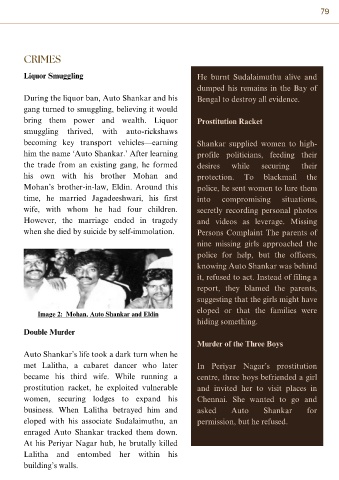 79
CRIMES
Liquor Smuggling
During the liquor ban, Auto Shankar and his
gang turned to smuggling, believing it would
bring them power and wealth. Liquor
smuggling thrived, with auto-rickshaws
becoming key transport vehicles—earning
him the name ‘Auto Shankar.’ After learning
the trade from an existing gang, he formed
his own with his brother Mohan and
Mohan’s brother-in-law, Eldin. Around this
time, he married Jagadeeshwari, his first
wife, with whom he had four children.
However, the marriage ended in tragedy
when she died by suicide by self-immolation.
Image 2: Mohan, Auto Shankar and Eldin
Double Murder
Auto Shankar’s life took a dark turn when he
met Lalitha, a cabaret dancer who later
became his third wife. While running a
prostitution racket, he exploited vulnerable
women, securing lodges to expand his
business. When Lalitha betrayed him and
eloped with his associate Sudalaimuthu, an
enraged Auto Shankar tracked them down.
At his Periyar Nagar hub, he brutally killed
Lalitha and entombed her within his
building’s walls.
He burnt Sudalaimuthu alive and
dumped his remains in the Bay of
Bengal to destroy all evidence.
Prostitution Racket
Shankar supplied women to high-
profile politicians, feeding their
desires while securing their
protection. To blackmail the
police, he sent women to lure them
into compromising situations,
secretly recording personal photos
and videos as leverage. Missing
Persons Complaint The parents of
nine missing girls approached the
police for help, but the officers,
knowing Auto Shankar was behind
it, refused to act. Instead of filing a
report, they blamed the parents,
suggesting that the girls might have
eloped or that the families were
hiding something.
Murder of the Three Boys
In Periyar Nagar’s prostitution
centre, three boys befriended a girl
and invited her to visit places in
Chennai. She wanted to go and
asked Auto Shankar for
permission, but he refused.